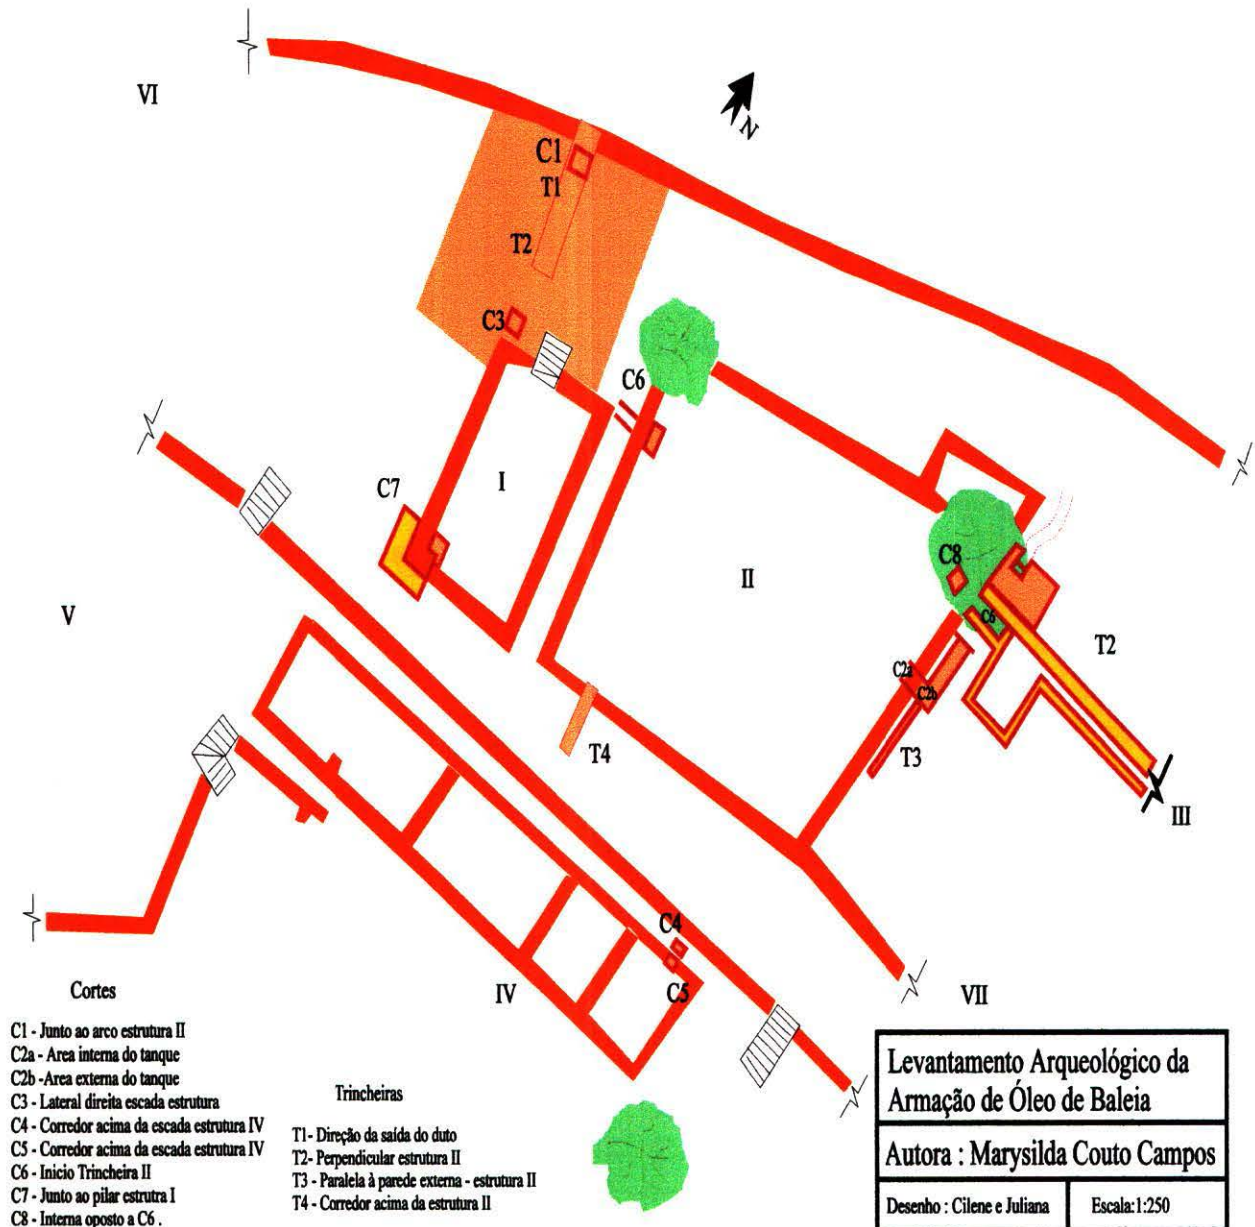 VI
N
C1
T1
T2
C3
C6
C7
I
II
C8
C6
V
C2a
C2b
T2
T4
T3
III
C4
C5
IV
VII
Cortes
C1 - Junto ao arco estrutura II
C2a - Area interna do tanque
C2b -Area externa do tanque
C3 - Lateral direita escada estrutura
C4 - Corredor acima da escada estrutura IV
C5 - Corredor acima da escada estrutura IV
C6 - Inicio Trincheira II
C7 - Junto ao pilar estrutra I
C8 - Interna oposto a C6 .
Trincheiras
T1- Direção da saída do duto
T2- Perpendicular estrutura II
T3 - Paralela à parede externa - estrutura II
T4 - Corredor acima da estrutura II
Levantamento Arqueológico da
Armação de Óleo de Baleia
Autora : Marysilda Couto Campos
Desenho : Cilene e Juliana
Escala:1:250